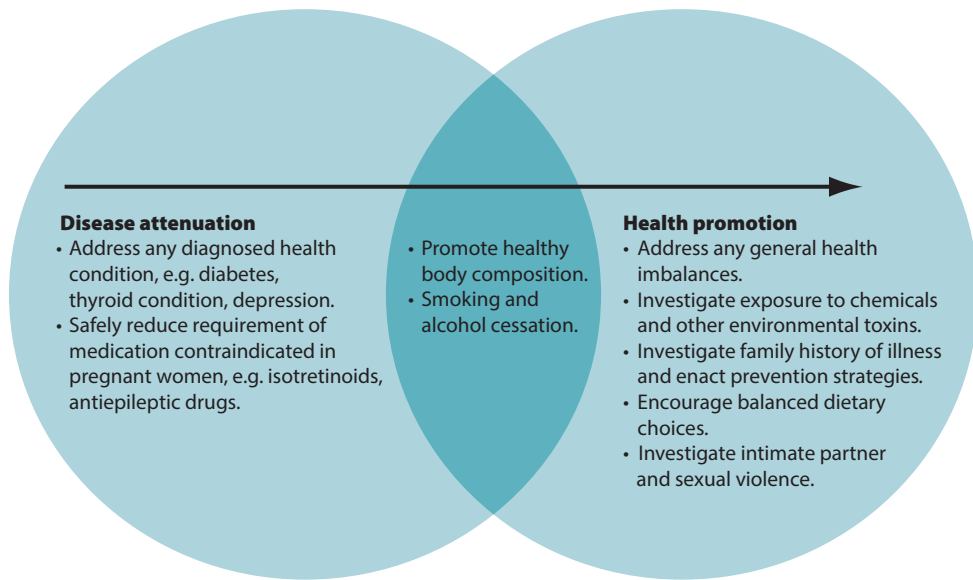 Disease attenuation
• Address any diagnosed health
condition, e.g. diabetes,
thyroid condition, depression.
• Safely reduce requirement of
medication contraindicated in
pregnant women, e.g. isotretinoids,
antiepileptic drugs.
• Promote healthy
body composition.
• Smoking and
alcohol cessation.
Health promotion
• Address any general health
imbalances.
• Investigate exposure to chemicals
and other environmental toxins.
• Investigate family history of illness
and enact prevention strategies.
• Encourage balanced dietary
choices.
• Investigate intimate partner
and sexual violence.